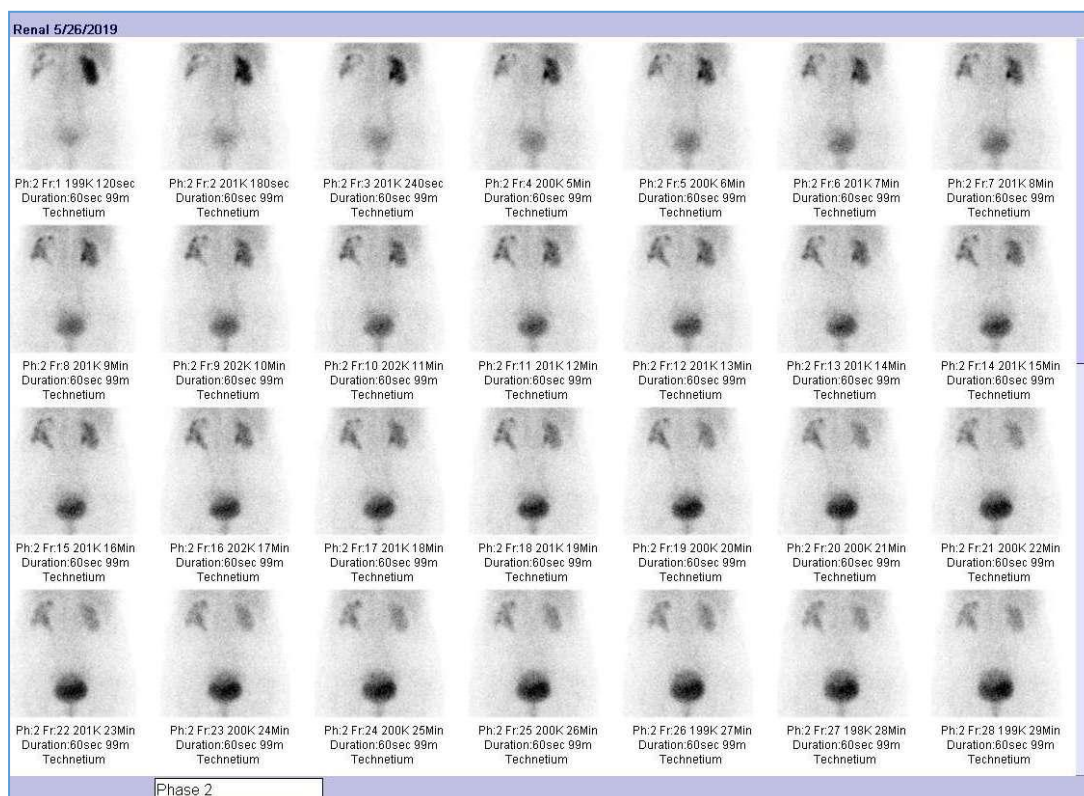 Renal 5/26/2019
Ph:2 Fr:1 199K 120sec
Duration:60sec 99m
Technetium
Ph:2 Fr:2 201K 180sec
Duration:60sec 99m
Technetium
Ph:2 Fr:3 201K 240sec
Duration:60sec 99m
Technetium
Ph:2 Fr:4 200K 5Min
Duration:60sec 99m
Technetium
Ph:2 Fr:5 200K 6Min
Duration:60sec 99m
Technetium
Ph:2 Fr:6 201K 7Min
Duration:60sec 99m
Technetium
Ph:2 Fr:7 201K 8Min
Duration:60sec 99m
Technetium
Ph:2 Fr:8 201K 9Min
Duration:60sec 99m
Technetium
Ph:2 Fr:9 202K 10Min
Duration:60sec 99m
Technetium
Ph:2 Fr:10 202K 11Min
Duration:60sec 99m
Technetium
Ph:2 Fr:11 201K 12Min
Duration:60sec 99m
Technetium
Ph:2 Fr:12 201K 13Min
Duration:60sec 99m
Technetium
Ph:2 Fr:13 201K 14Min
Duration:60sec 99m
Technetium
Ph:2 Fr:14 201K 15Min
Duration:60sec 99m
Technetium
Ph:2 Fr:15 201K 16Min
Duration:60sec 99m
Technetium
Ph:2 Fr:16 202K 17Min
Duration:60sec 99m
Technetium
Ph:2 Fr:17 201K 18Min
Duration:60sec 99m
Technetium
Ph:2 Fr:18 201K 19Min
Duration:60sec 99m
Technetium
Ph:2 Fr:19 200K 20Min
Duration:60sec 99m
Technetium
Ph:2 Fr:20 200K 21Min
Duration:60sec 99m
Technetium
Ph:2 Fr:21 200K 22Min
Duration:60sec 99m
Technetium
Ph:2 Fr:22 201K 23Min
Duration:60sec 99m
Technetium
Ph:2 Fr:23 200K 24Min
Duration:60sec 99m
Technetium
Ph:2 Fr:24 200K 25Min
Duration:60sec 99m
Technetium
Ph:2 Fr:25 200K 26Min
Duration:60sec 99m
Technetium
Ph:2 Fr:26 199K 27Min
Duration:60sec 99m
Technetium
Ph:2 Fr:27 198K 28Min
Duration:60sec 99m
Technetium
Ph:2 Fr:28 199K 29Min
Duration:60sec 99m
Technetium
Phase 2